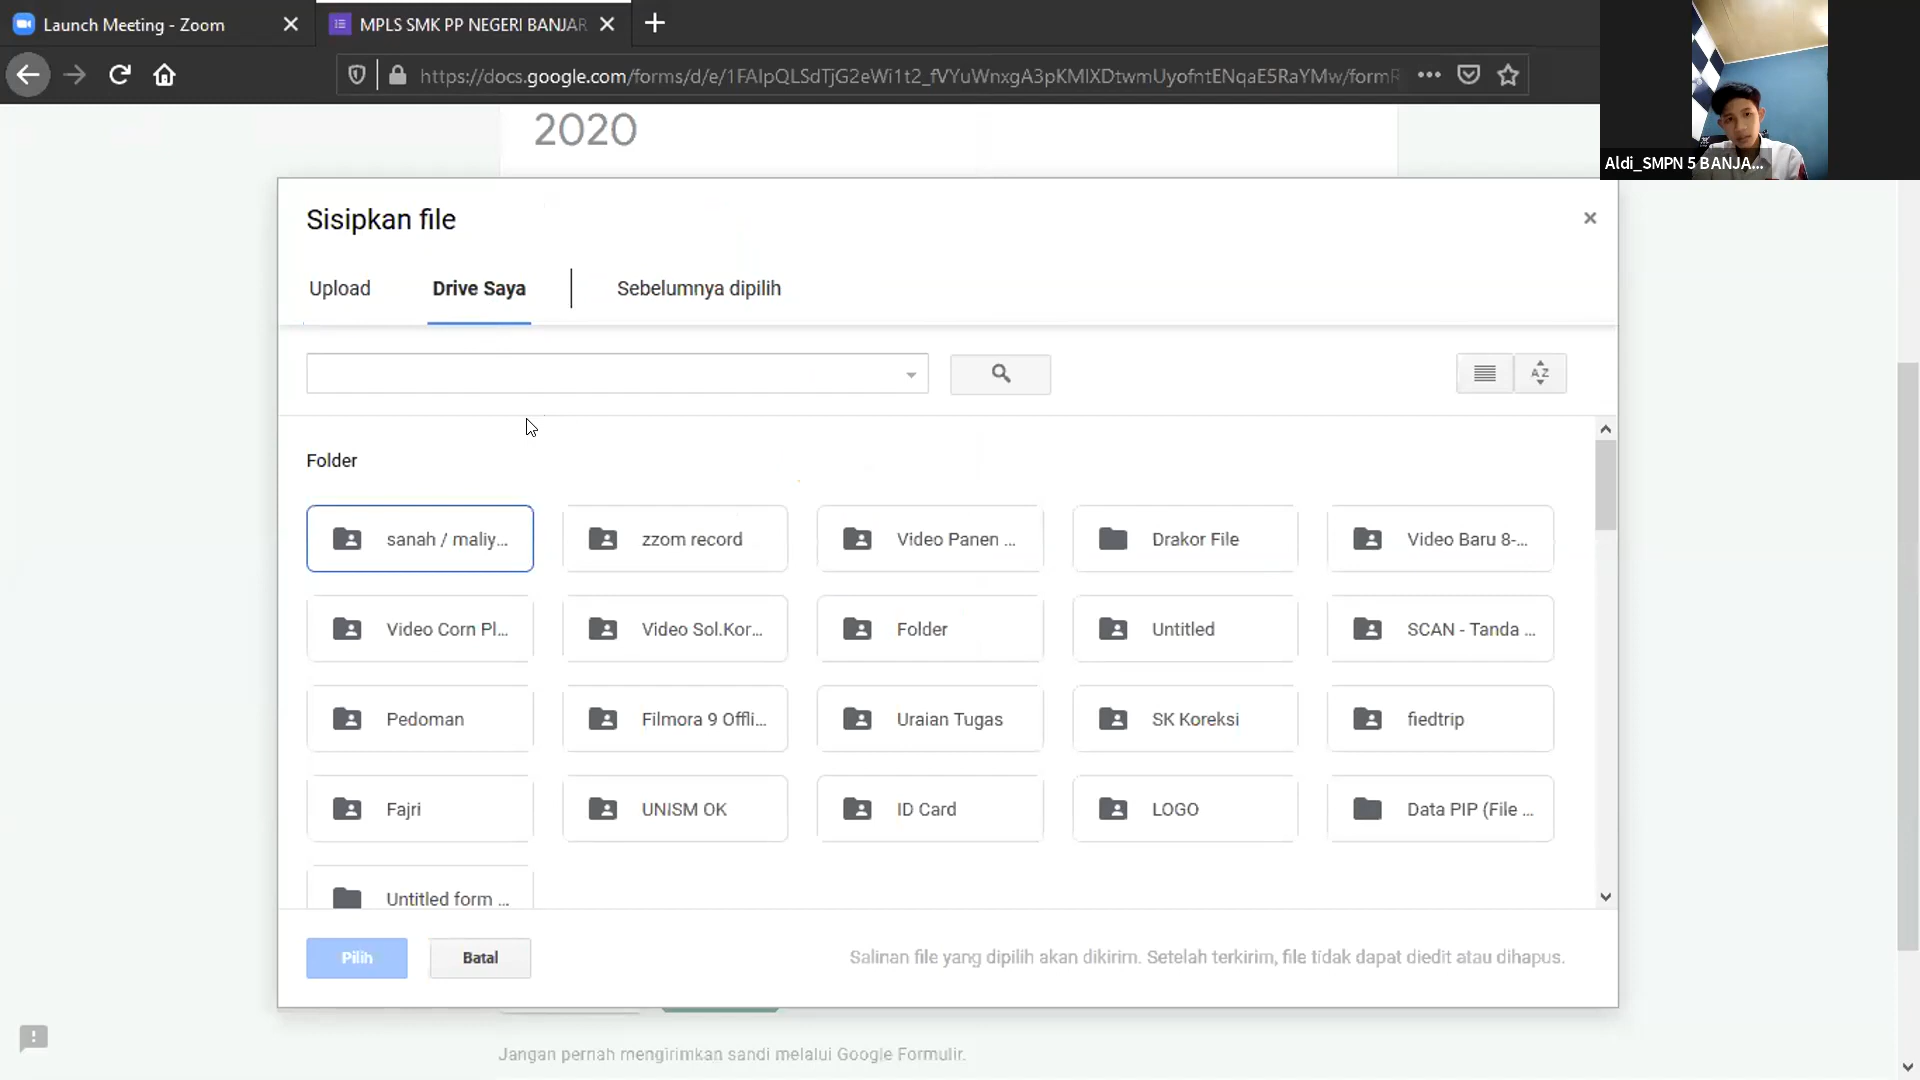 Launch Meeting - Zoom
MPLS SMK PP NEGERI BANJAR
https://docs.google.com/forms/d/e/1FAIpQLSdTjG2eWi1t2_fVYuWnxgA3pKMIXDtwmUyofntENqaE5RaYMw/formR
Aldi_SMPN 5 BANJA...
2020
Sisipkan file
Upload
Drive Saya
Sebelumnya dipilih
AZ
Folder
sanah / maliy...
zzom record
Video Panen ...
Drakor File
Video Baru 8-...
Video Corn Pl...
Video Sol.Kor...
Folder
Untitled
SCAN - Tanda ...
Pedoman
Filmora 9 Offli...
Uraian Tugas
SK Koreksi
fiedtrip
Fajri
UNISM OK
ID Card
LOGO
Data PIP (File ...
Untitled form ...
Pilih
Batal
Salinan file yang dipilih akan dikirim. Setelah terkirim, file tidak dapat diedit atau dihapus.
Jangan pernah mengirimkan sandi melalui Google Formulir.